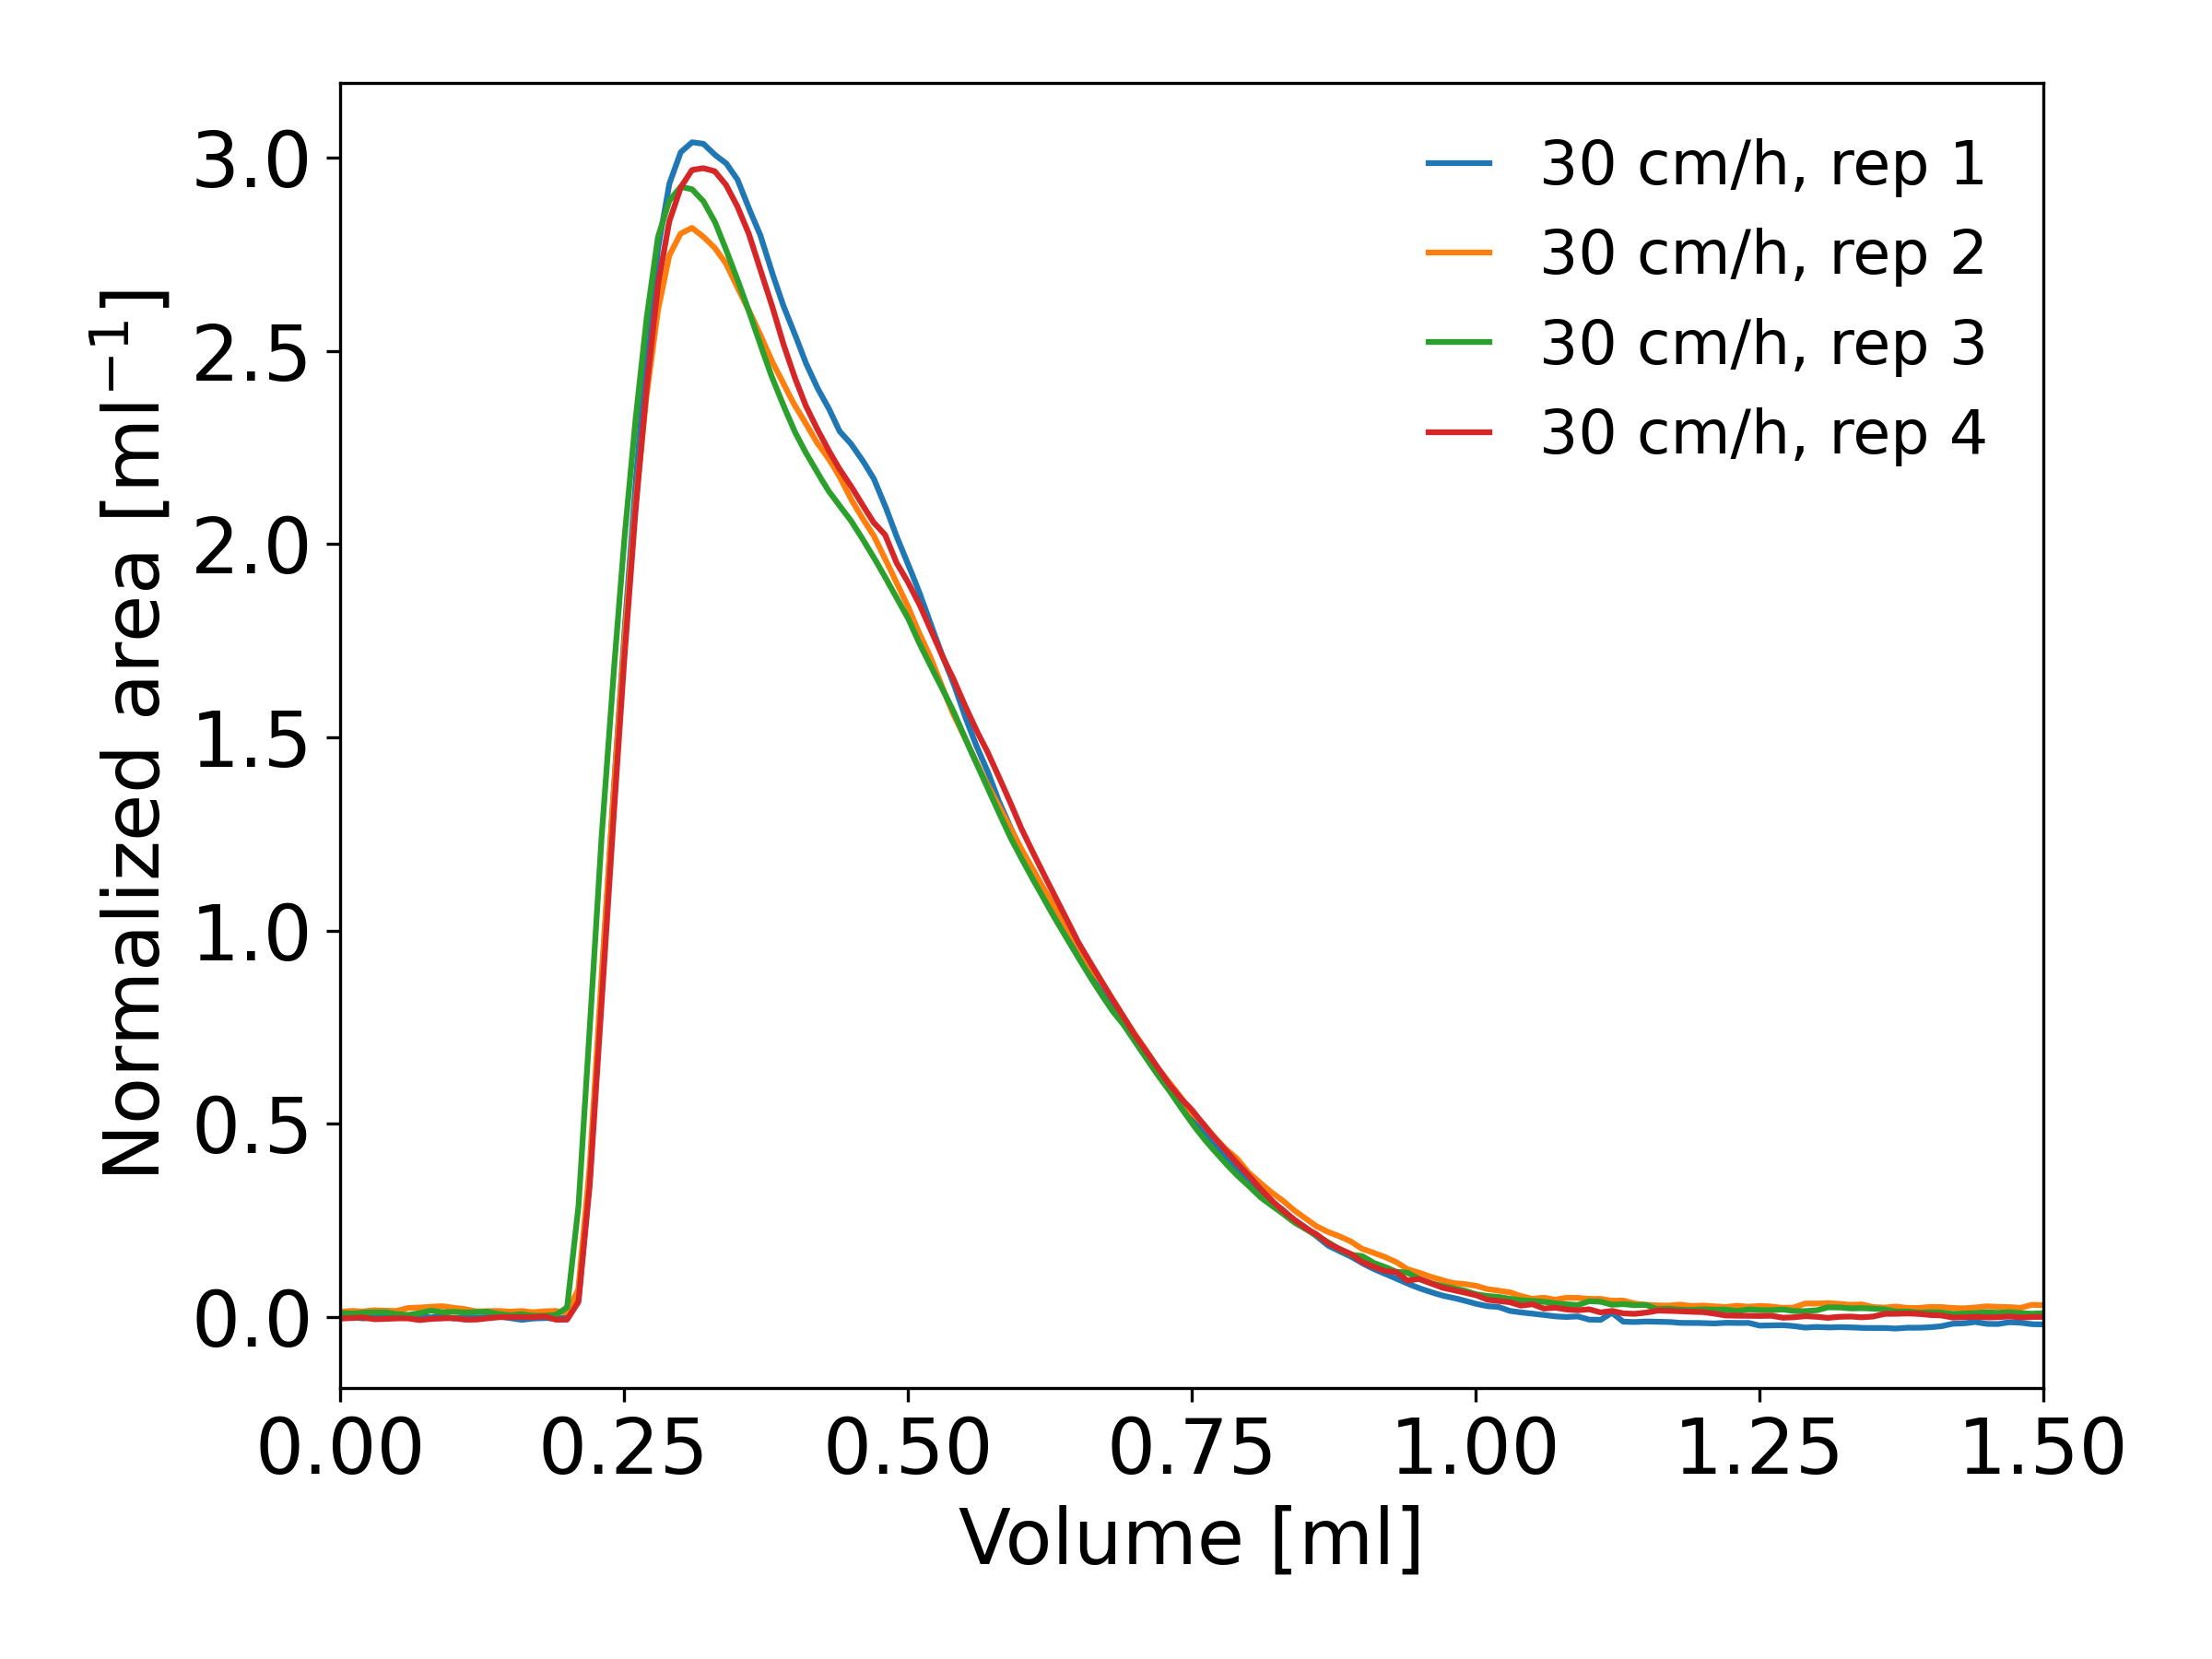 30 cm/h, rep 1
30 cm/h, rep 2
30 cm/h, rep 3
30 cm/h, rep 4
Normalized area [ml⁻¹]
3.0
2.5
2.0
1.5
1.0
0.5
0.0
0.00 0.25 0.50 0.75 1.00 1.25 1.50
Volume [ml]